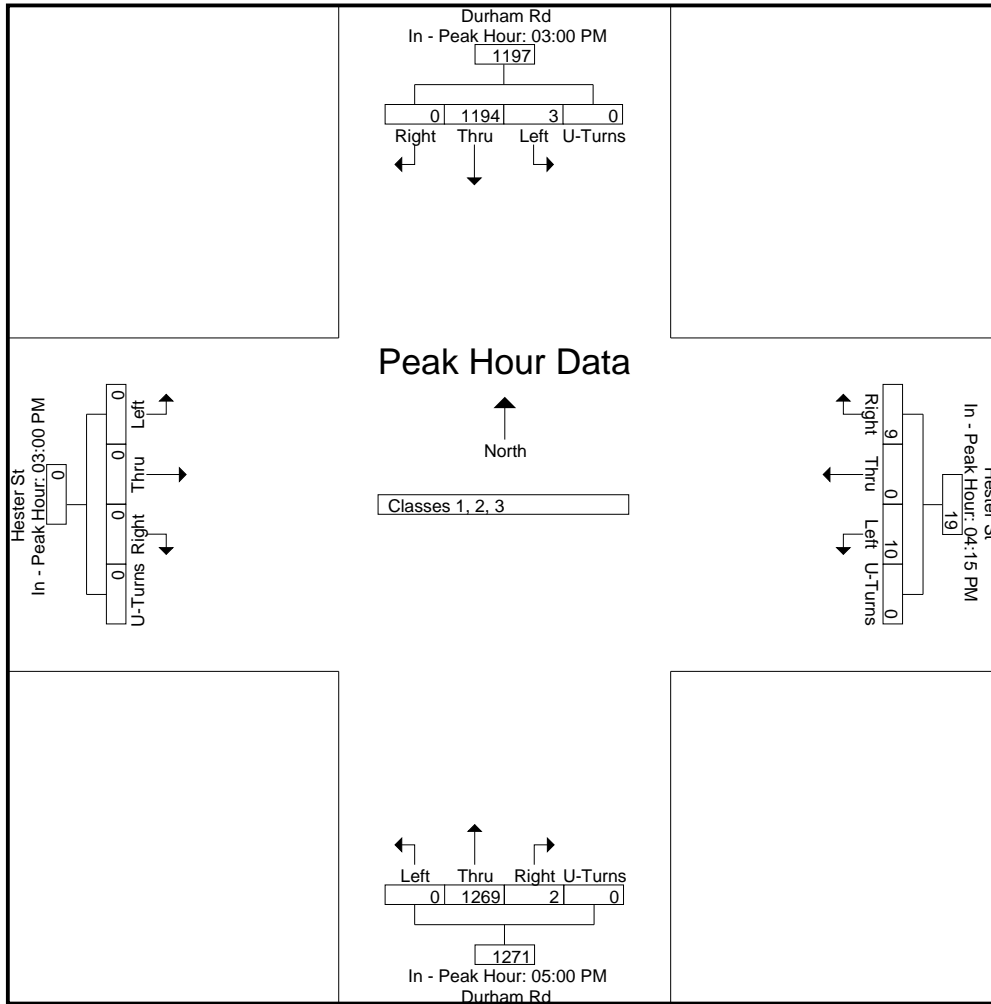 Durham Rd
In - Peak Hour: 03:00 PM
1197
0 1194 3 0
Right Thru Left U-Turns
Peak Hour Data
North
Classes 1, 2, 3
Hester St
In - Peak Hour: 03:00 PM
0
0 0 0 0
Left Thru Right U-Turns
Right Thru Left U-Turns
9 0 10 0
19
In - Peak Hour: 04:15 PM
Hester St
Left Thru Right U-Turns
0 1269 2 0
1271
In - Peak Hour: 05:00 PM
Durham Rd